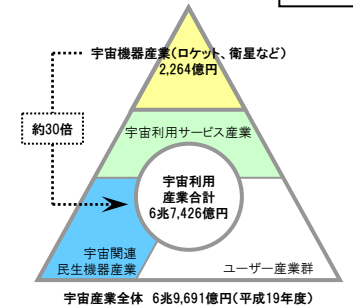 宇宙機器産業(ロケット、衛星など)
2,264億円
約30倍
宇宙利用サービス産業
宇宙利用
産業合計
6兆7,426億円
宇宙関連
民生機器産業
ユーザー産業群
宇宙産業全体 6兆9,691億円(平成19年度)